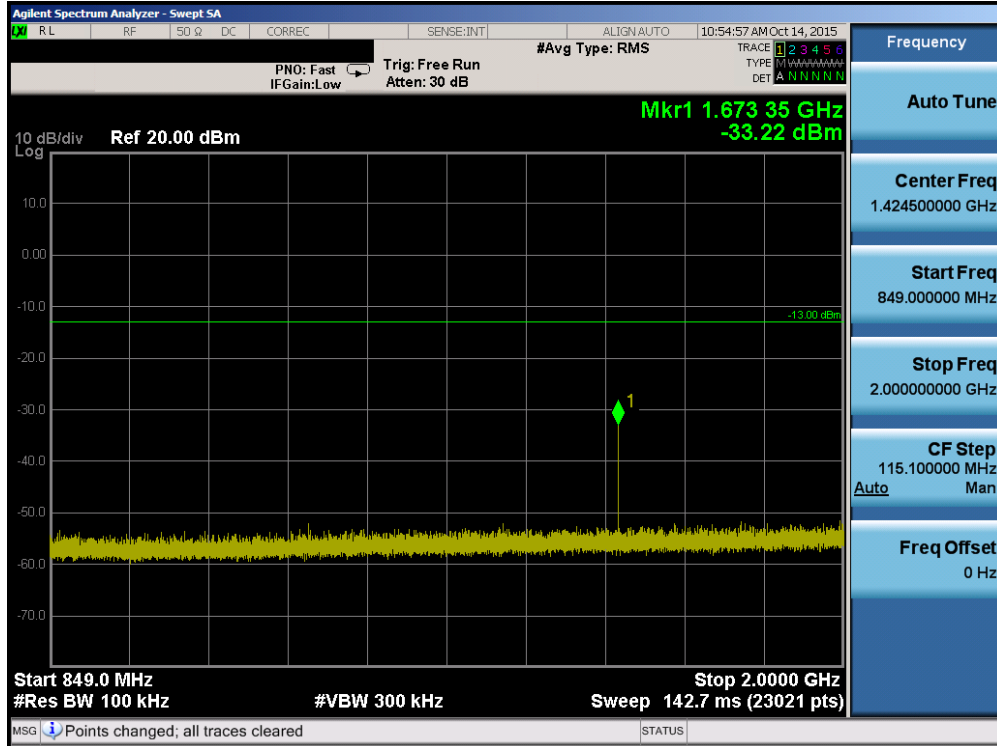 Agilent Spectrum Analyzer - Swept SA
LXI RL RF 50 Ω DC CORREC SENSE:INT ALIGN AUTO 10:54:57 AM Oct 14, 2015
PNO: Fast
IFGain:Low
Trig: Free Run
Atten: 30 dB
#Avg Type: RMS
TRACE 1 2 3 4 5 6
TYPE M WWWWW
DET A N N N N N
Mkr1 1.673 35 GHz
-33.22 dBm
10 dB/div
Log
Ref 20.00 dBm
10.0
0.00
-10.0
-13.00 dBm
-20.0
-30.0
1
-40.0
-50.0
-60.0
-70.0
Start 849.0 MHz
Stop 2.0000 GHz
#Res BW 100 kHz
#VBW 300 kHz
Sweep 142.7 ms (23021 pts)
MSG Points changed; all traces cleared
STATUS
Frequency
Auto Tune
Center Freq
1.424500000 GHz
Start Freq
849.000000 MHz
Stop Freq
2.000000000 GHz
CF Step
115.100000 MHz
Auto Man
Freq Offset
0 Hz